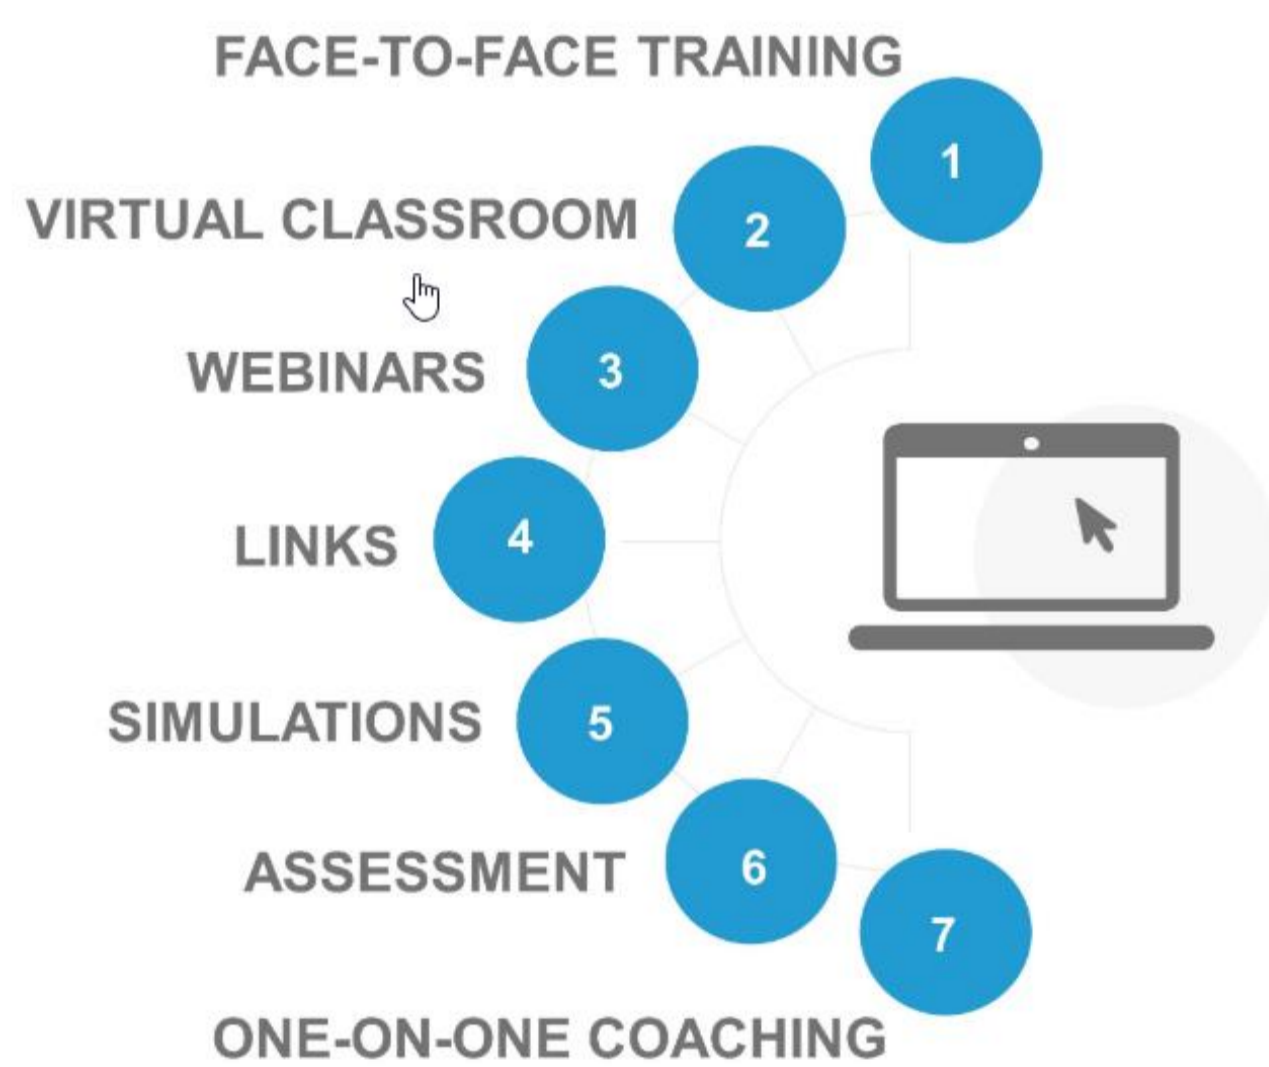 FACE-TO-FACE TRAINING
1
VIRTUAL CLASSROOM
2
WEBINARS
3
LINKS
4
SIMULATIONS
5
ASSESSMENT
6
7
ONE-ON-ONE COACHING